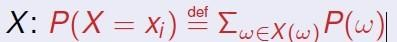 X: P(X = xᵢ) ≝ Σ_{ω∈X(ω)} P(ω)